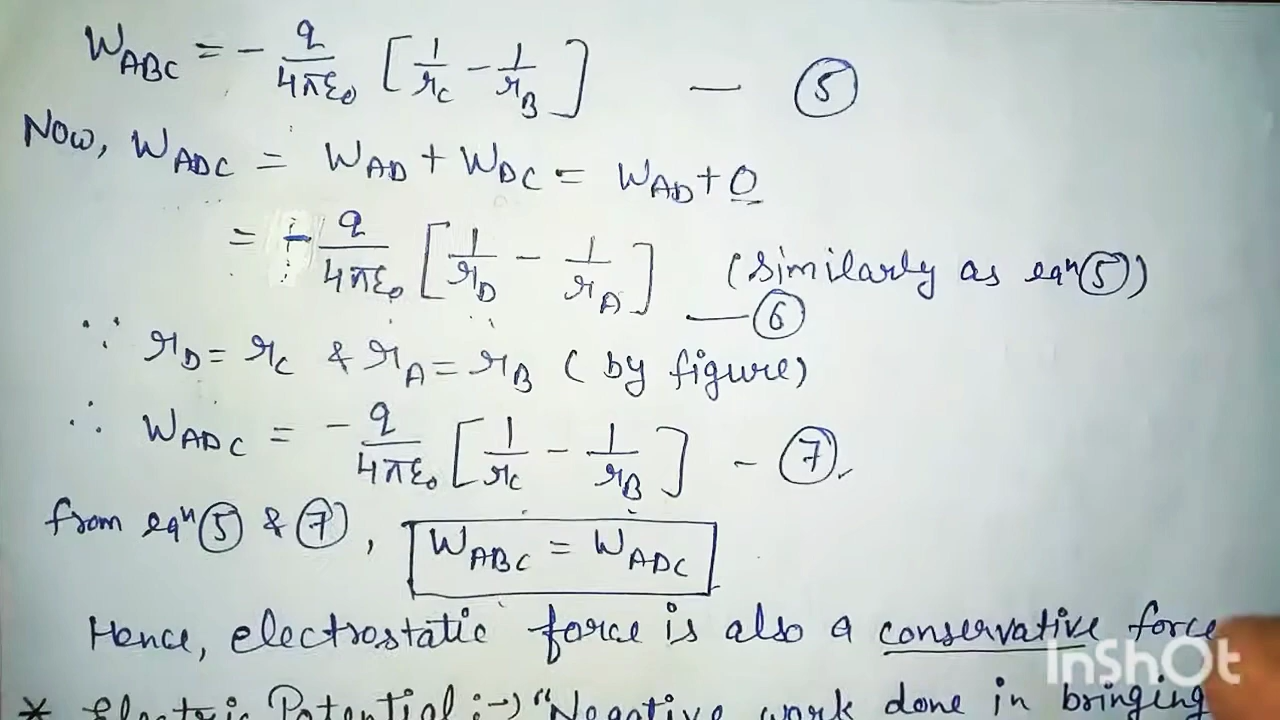 W_ABC = - q/4πε₀ [1/r_C - 1/r_B] — ⑤
Now, W_ADC = W_AD + W_DC = W_AD + 0
= - q/4πε₀ [1/r_D - 1/r_A] (Similarly as eqⁿ ⑤)
— ⑥
∵ r_D = r_C & r_A = r_B (by figure)
∴ W_ADC = - q/4πε₀ [1/r_C - 1/r_B] - ⑦.
from eqⁿ ⑤ & ⑦, W_ABC = W_ADC
Hence, electrostatic force is also a conservative force
InShOt
* Electric Potential :→ "Negative work done in bringing